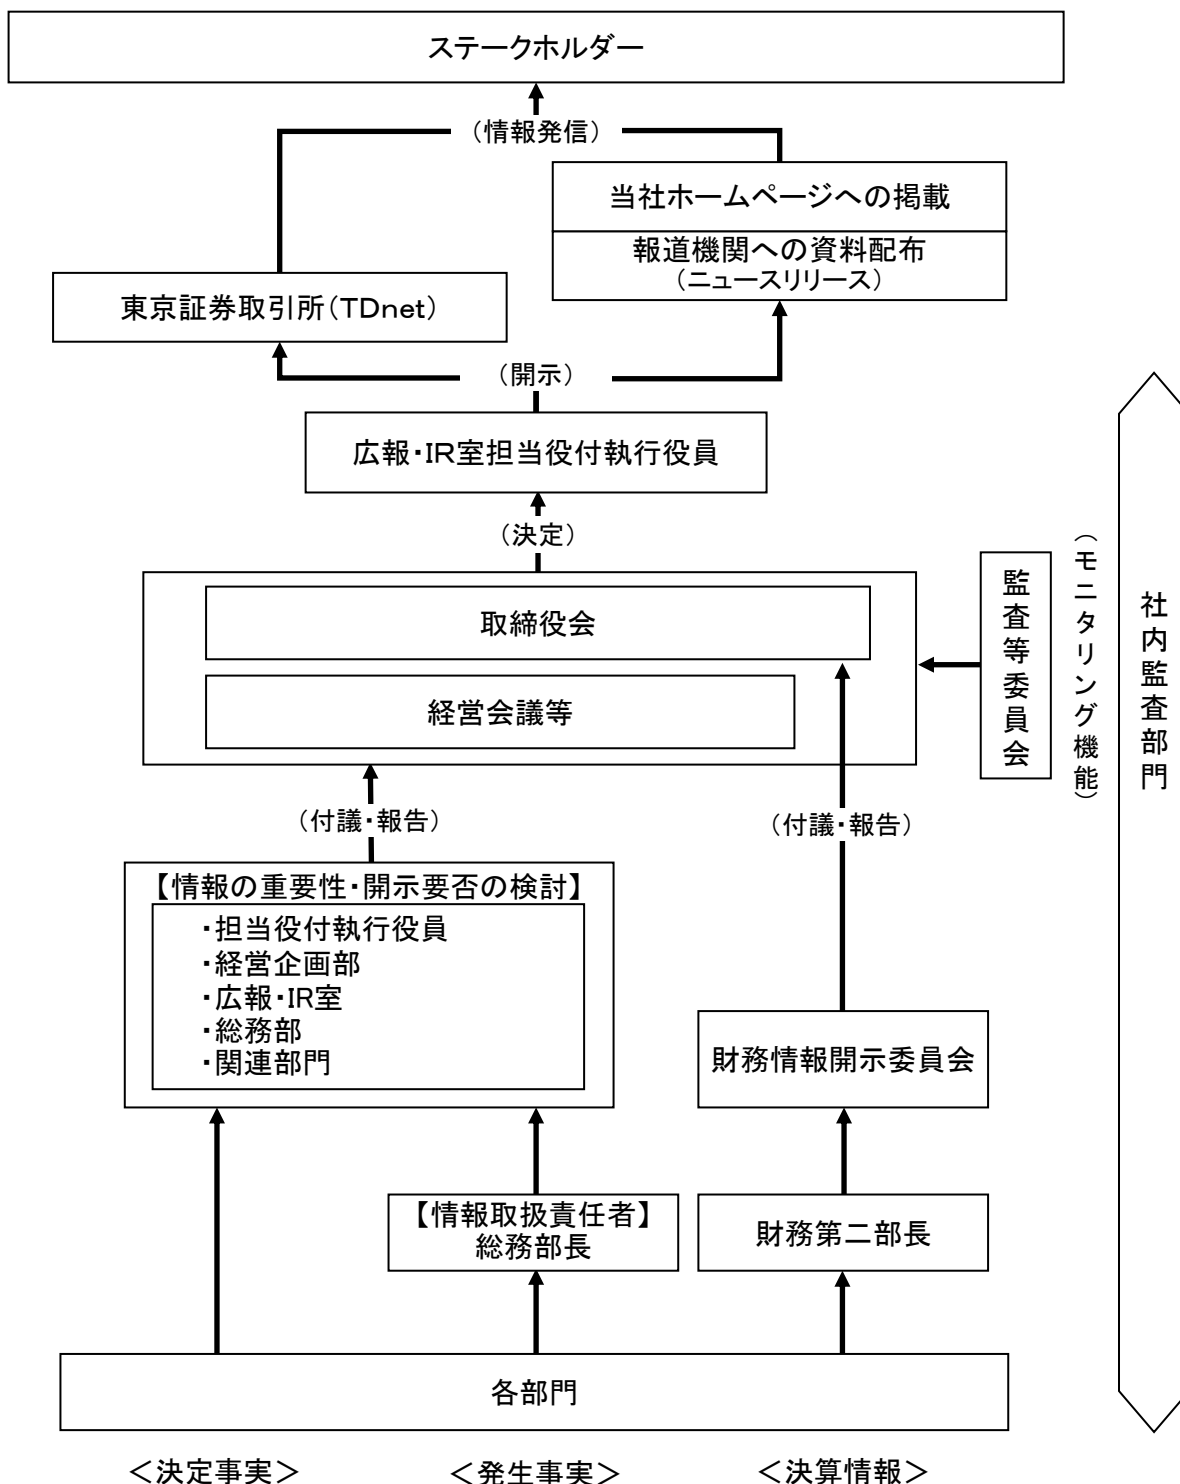 ステークホルダー
（情報発信）
当社ホームページへの掲載
報道機関への資料配布
（ニュースリリース）
東京証券取引所（TDnet）
（開示）
広報・IR室担当役付執行役員
（決定）
取締役会
経営会議等
監査等委員会
（モニタリング機能）
社内監査部門
（付議・報告）
（付議・報告）
【情報の重要性・開示要否の検討】
・担当役付執行役員
・経営企画部
・広報・IR室
・総務部
・関連部門
財務情報開示委員会
【情報取扱責任者】
総務部長
財務第二部長
各部門
＜決定事実＞
＜発生事実＞
＜決算情報＞